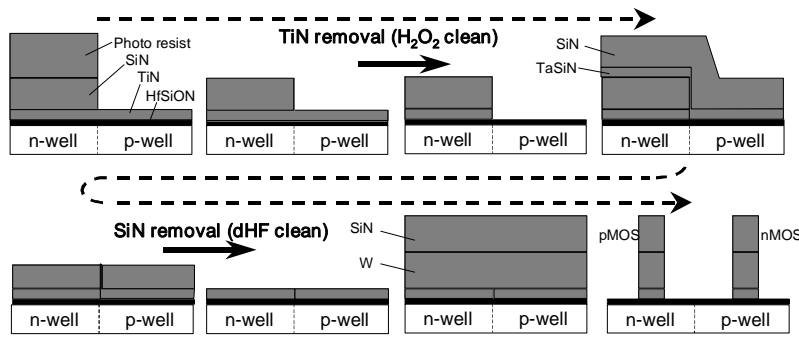 TiN removal (H₂O₂ clean)
Photo resist
SiN
TiN
HfSiON
SiN
TaSiN
n-well p-well
n-well p-well
n-well p-well
n-well p-well
SiN removal (dHF clean)
SiN
W
pMOS
nMOS
n-well p-well
n-well p-well
n-well p-well
n-well p-well